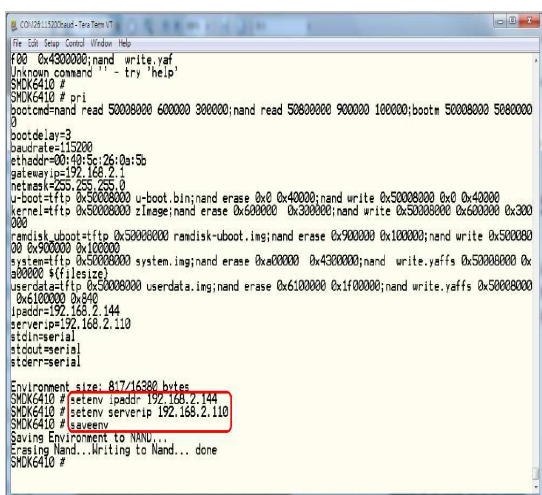 COM26:115200baud - Tera Term VT
File Edit Setup Control Window Help
f00 0x4300000;nand write.yaf
Unknown command '' - try 'help'
SMDK6410 #
SMDK6410 # pri
bootcmd=nand read 50008000 600000 300000;nand read 50800000 900000 100000;bootm 50008000 5080000
0
bootdelay=3
baudrate=115200
ethaddr=00:40:5c:26:0a:5b
gatewayip=192.168.2.1
netmask=255.255.255.0
u-boot=tftp 0x50008000 u-boot.bin;nand erase 0x0 0x40000;nand write 0x50008000 0x0 0x40000
kernel=tftp 0x50008000 zImage;nand erase 0x600000 0x300000;nand write 0x50008000 0x600000 0x300
000
ramdisk_uboot=tftp 0x50008000 ramdisk-uboot.img;nand erase 0x900000 0x100000;nand write 0x500080
00 0x900000 0x100000
system=tftp 0x50008000 system.img;nand erase 0xa00000 0x4300000;nand write.yaffs 0x50008000 0x
a00000 ${filesize}
userdata=tftp 0x50008000 userdata.img;nand erase 0x6100000 0x1f00000;nand write.yaffs 0x50008000
0x6100000 0x840
ipaddr=192.168.2.144
serverip=192.168.2.110
stdin=serial
stdout=serial
stderr=serial
Environment size: 817/16380 bytes
SMDK6410 # setenv ipaddr 192.168.2.144
SMDK6410 # setenv serverip 192.168.2.110
SMDK6410 # saveenv
Saving Environment to NAND...
Erasing Nand...Writing to Nand... done
SMDK6410 #